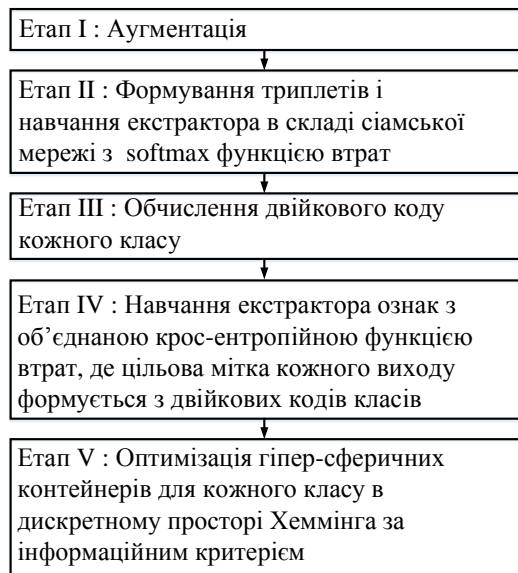 Етап I : Аугментація
Етап II : Формування триплетів і
навчання екстрактора в складі сіамської
мережі з softmax функцією втрат
Етап III : Обчислення двійкового коду
кожного класу
Етап IV : Навчання екстрактора ознак з
об’єднаною крос-ентропійною функцією
втрат, де цільова мітка кожного виходу
формується з двійкових кодів класів
Етап V : Оптимізація гіпер-сферичних
контейнерів для кожного класу в
дискретному просторі Хеммінга за
інформаційним критерієм